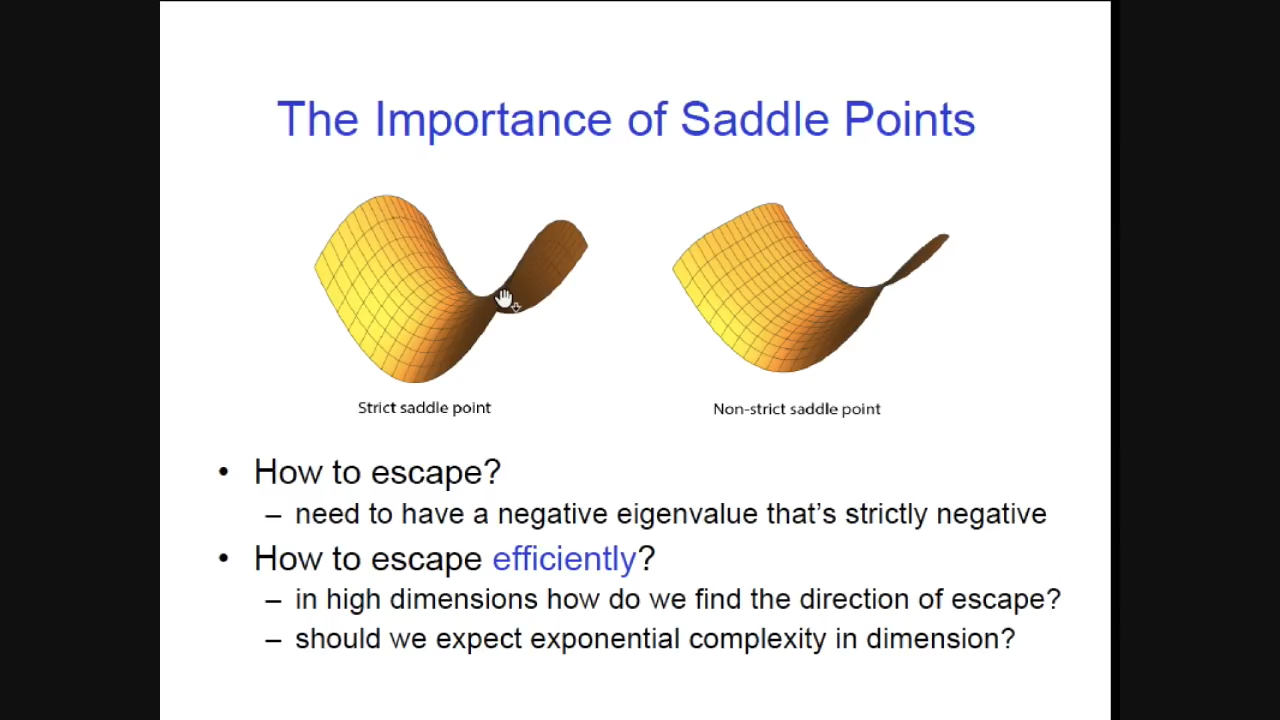 The Importance of Saddle Points
Strict saddle point
Non-strict saddle point
• How to escape?
– need to have a negative eigenvalue that's strictly negative
• How to escape efficiently?
– in high dimensions how do we find the direction of escape?
– should we expect exponential complexity in dimension?